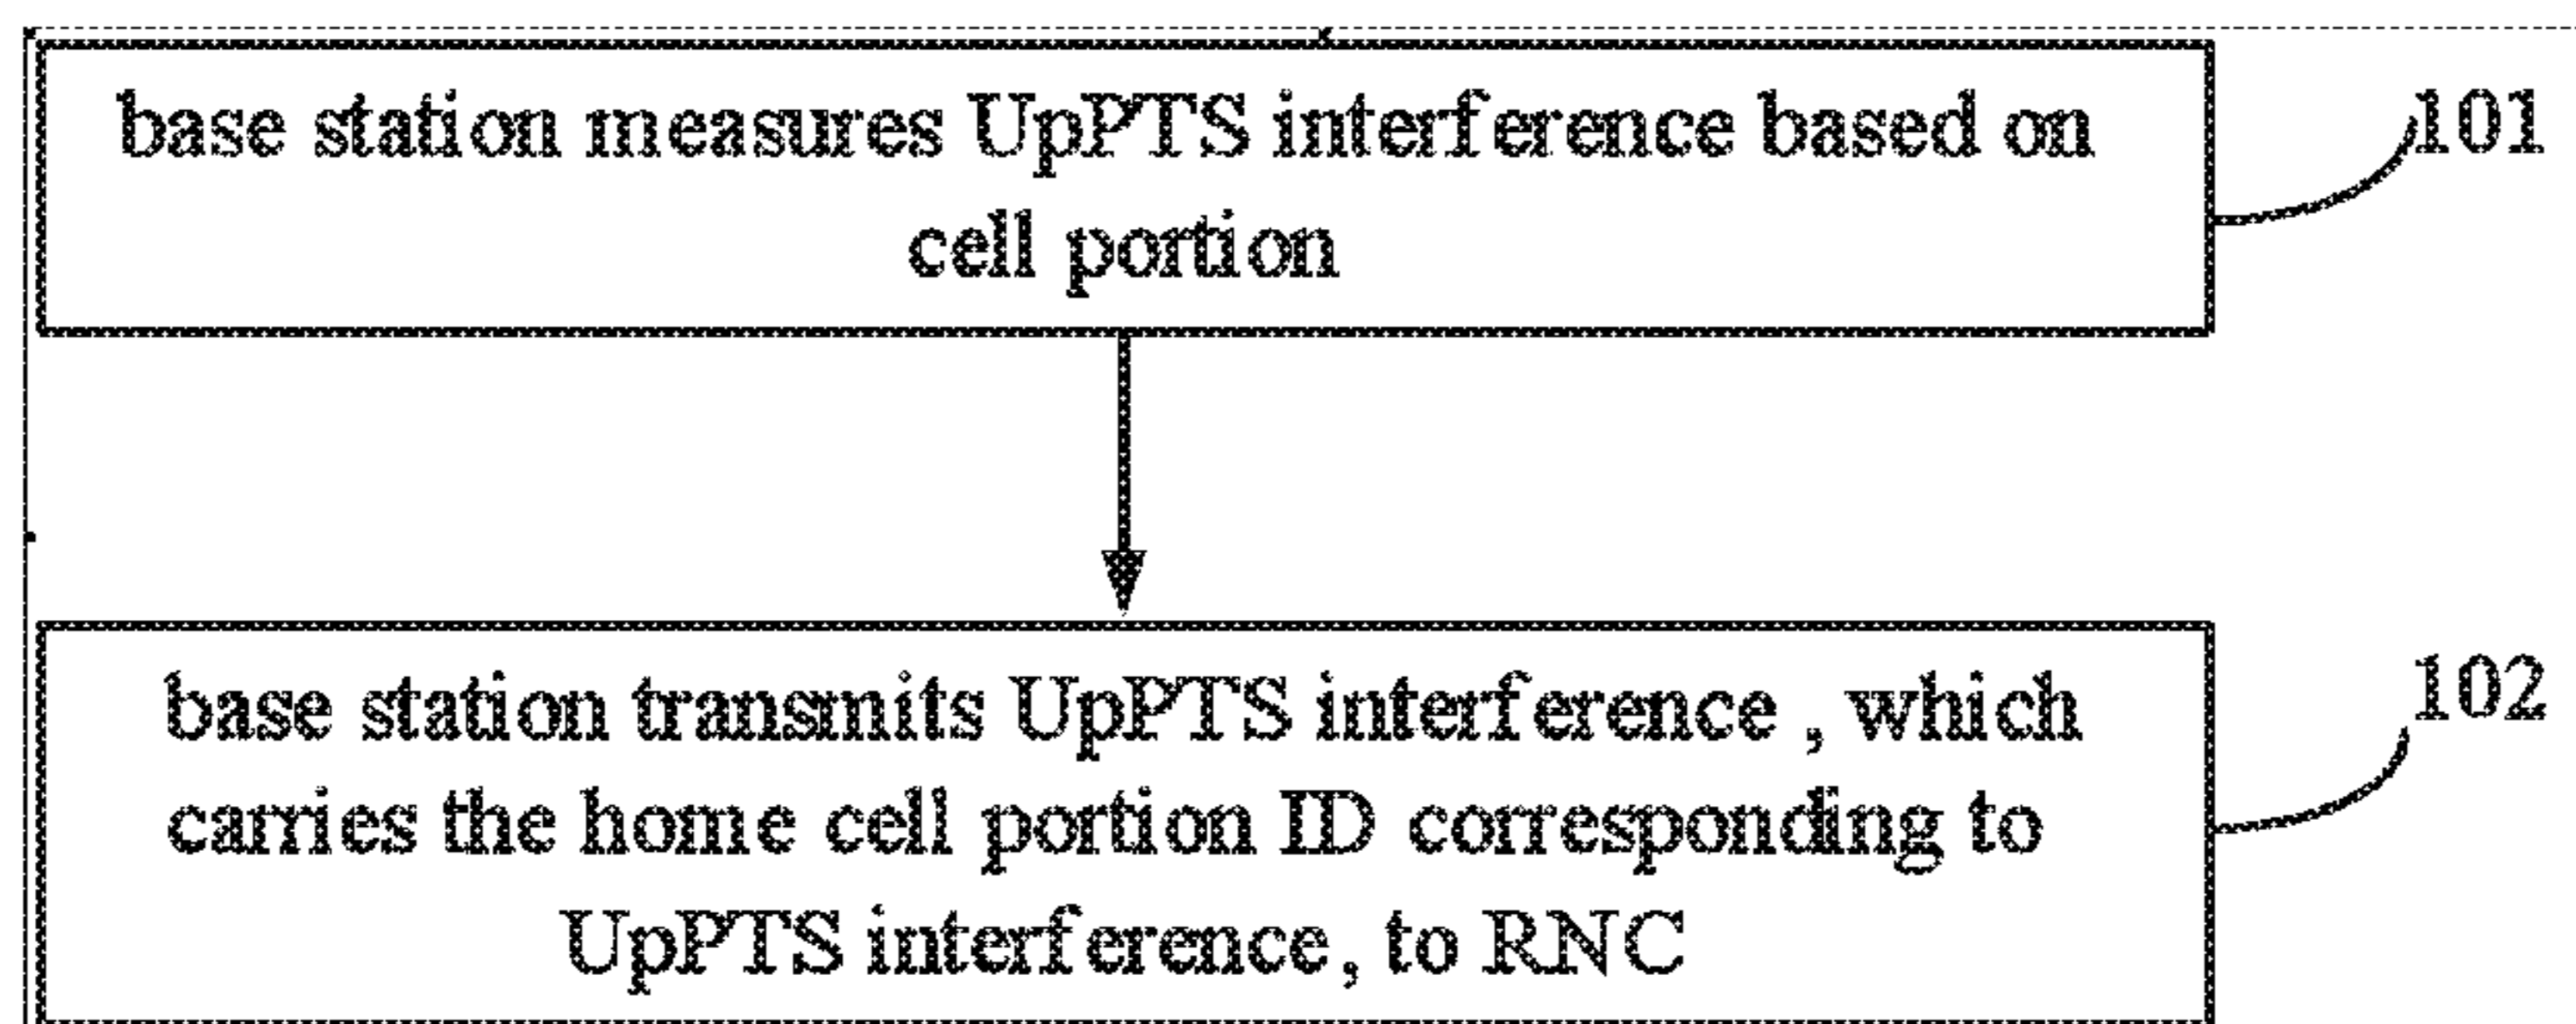 base station measures UpPTS interference based on
cell portion
101
base station transmits UpPTS interference , which
carries the home cell portion ID corresponding to
UpPTS interference, to RNC
102